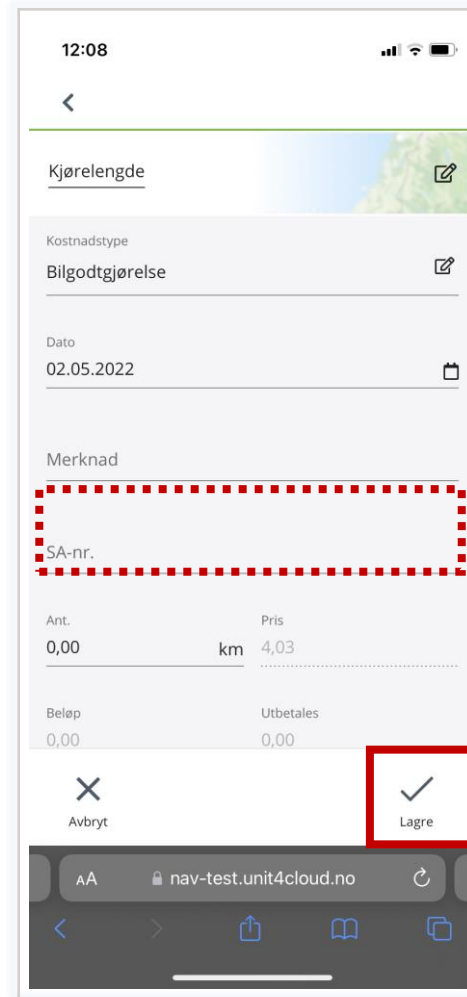 12:08
Kjørelengde
Kostnadstype
Bilgodtgjørelse
Dato
02.05.2022
Merknad
SA-nr.
Ant. Pris
0,00 km 4,03
Beløp Utbetales
0,00 0,00
Avbryt Lagre
AA nav-test.unit4cloud.no